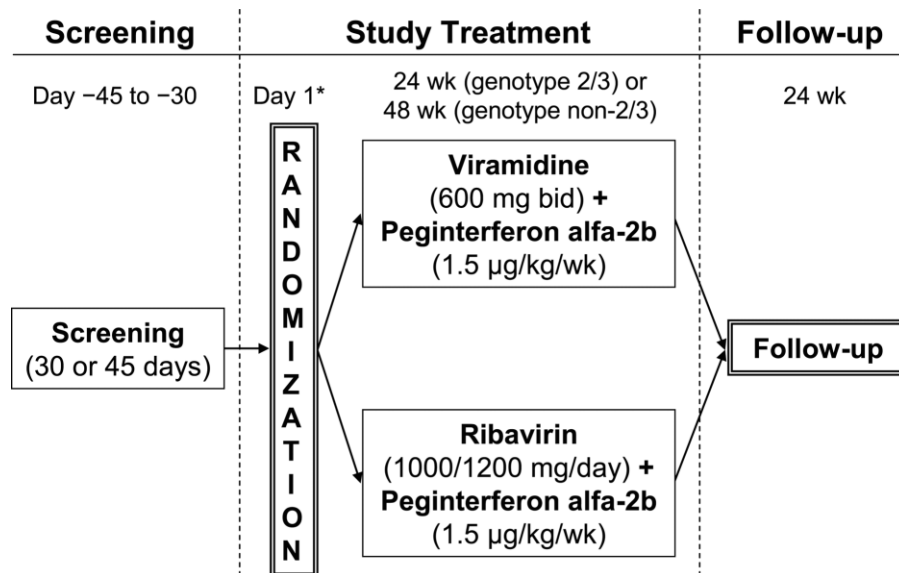 Screening
Study Treatment
Follow-up
Day −45 to −30
Day 1*
24 wk (genotype 2/3) or
48 wk (genotype non-2/3)
24 wk
Screening
(30 or 45 days)
RANDOMIZATION
Viramidine
(600 mg bid) +
Peginterferon alfa-2b
(1.5 µg/kg/wk)
Ribavirin
(1000/1200 mg/day) +
Peginterferon alfa-2b
(1.5 µg/kg/wk)
Follow-up